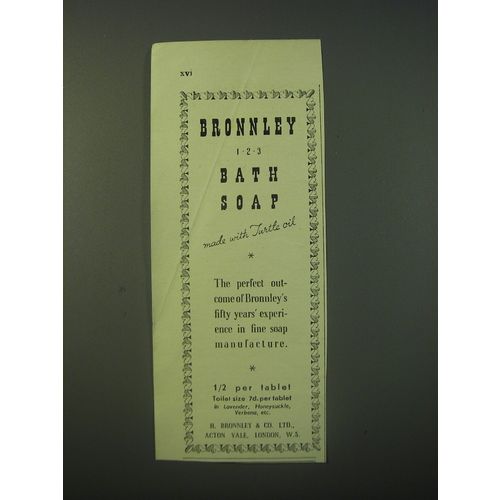 xvi
BRONNLEY
1-2-3
BATH
SOAP
made with Turtle oil
*
The perfect out-
come of Bronnley's
fifty years' experi-
ence in fine soap
manufacture.
*
1/2 per tablet
Toilet size 7d. per tablet
in Lavender, Honeysuckle,
Verbena, etc.
H. BRONNLEY & CO. LTD.,
ACTON VALE, LONDON, W.3.